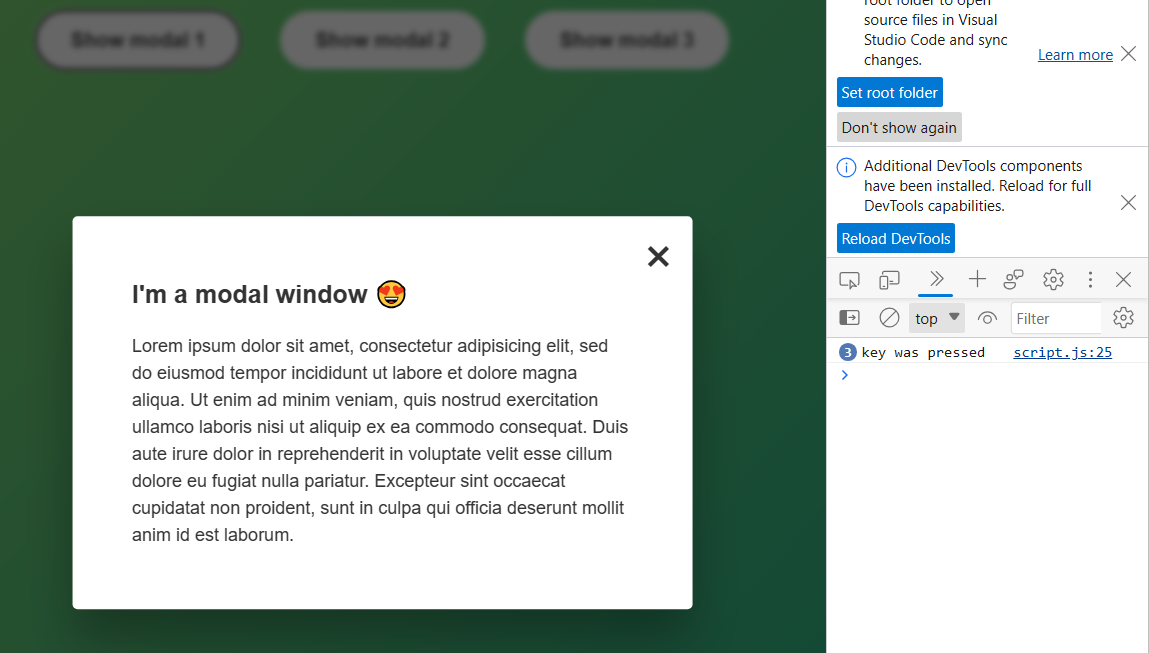 Show modal 1
Show modal 2
Show modal 3
I'm a modal window 😍
Lorem ipsum dolor sit amet, consectetur adipisicing elit, sed
do eiusmod tempor incididunt ut labore et dolore magna
aliqua. Ut enim ad minim veniam, quis nostrud exercitation
ullamco laboris nisi ut aliquip ex ea commodo consequat. Duis
aute irure dolor in reprehenderit in voluptate velit esse cillum
dolore eu fugiat nulla pariatur. Excepteur sint occaecat
cupidatat non proident, sunt in culpa qui officia deserunt mollit
anim id est laborum.
root folder to open
source files in Visual
Studio Code and sync
changes.
Learn more
Set root folder
Don't show again
Additional DevTools components
have been installed. Reload for full
DevTools capabilities.
Reload DevTools
top
Filter
3 key was pressed script.js:25